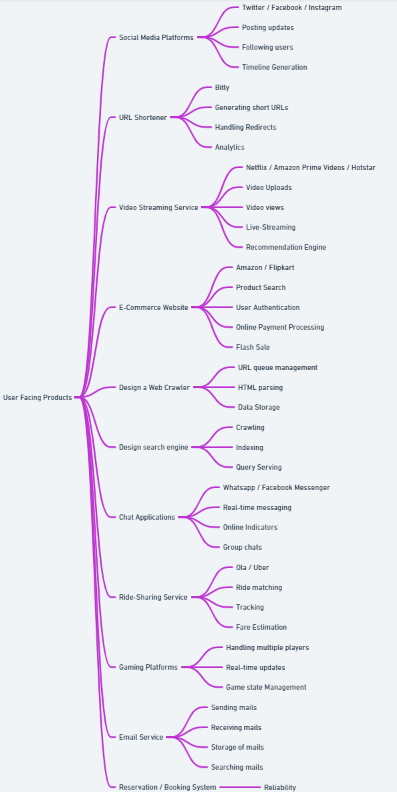 User Facing Products
Social Media Platforms
Twitter / Facebook / Instagram
Posting updates
Following users
Timeline Generation
URL Shortener
Bitly
Generating short URLs
Handling Redirects
Analytics
Video Streaming Service
Netflix / Amazon Prime Videos / Hotstar
Video Uploads
Video views
Live-Streaming
Recommendation Engine
E-Commerce Website
Amazon / Flipkart
Product Search
User Authentication
Online Payment Processing
Flash Sale
Design a Web Crawler
URL queue management
HTML parsing
Data Storage
Design search engine
Crawling
Indexing
Query Serving
Chat Applications
Whatsapp / Facebook Messenger
Real-time messaging
Online Indicators
Group chats
Ride-Sharing Service
Ola / Uber
Ride matching
Tracking
Fare Estimation
Gaming Platforms
Handling multiple players
Real-time updates
Game state Management
Email Service
Sending mails
Receiving mails
Storage of mails
Searching mails
Reservation / Booking System
Reliability